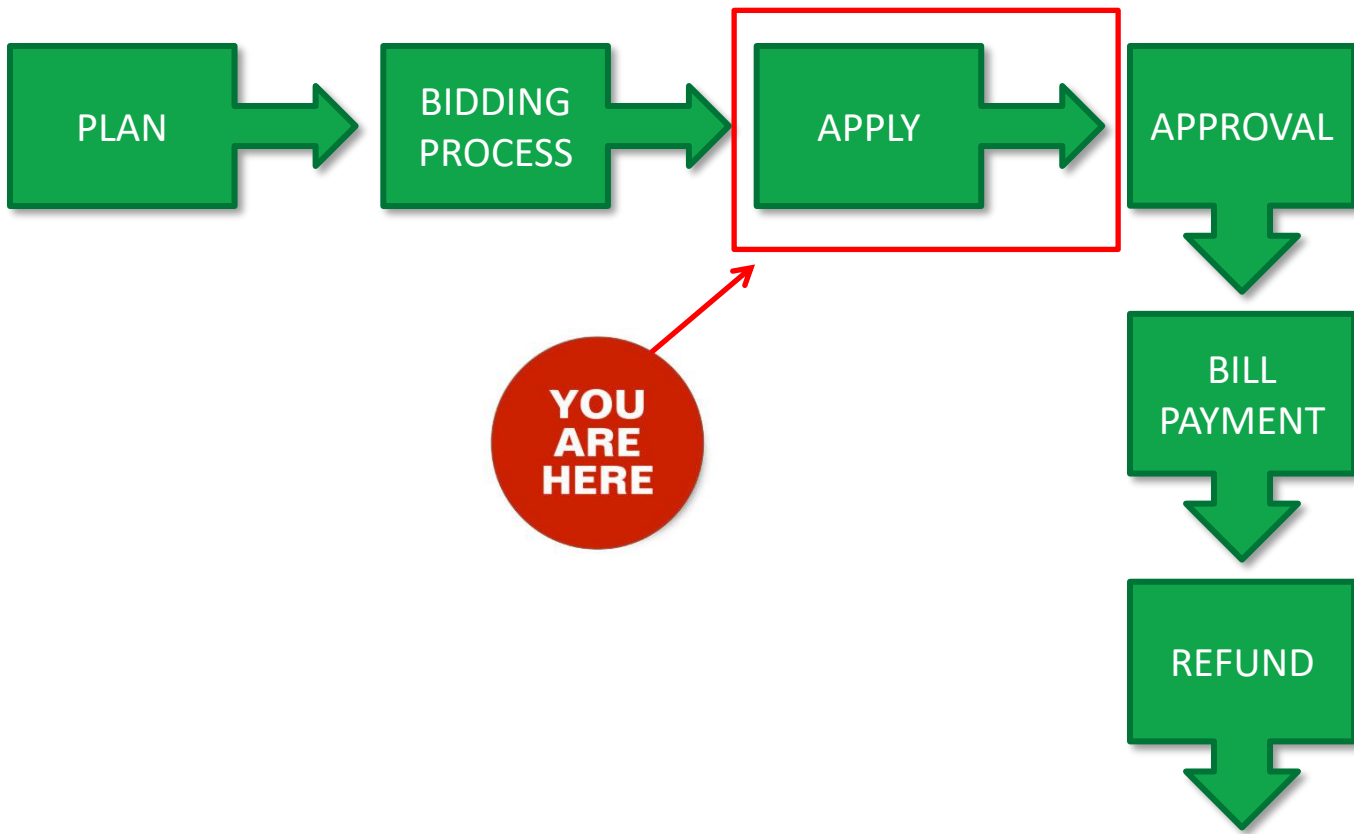 PLAN
BIDDING
PROCESS
APPLY
APPROVAL
YOU
ARE
HERE
BILL
PAYMENT
REFUND